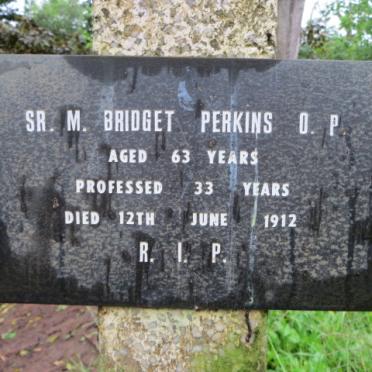 SR. M. BRIDGET PERKINS O. P
AGED 63 YEARS
PROFESSED 33 YEARS
DIED 12TH JUNE 1912
R. I. P.